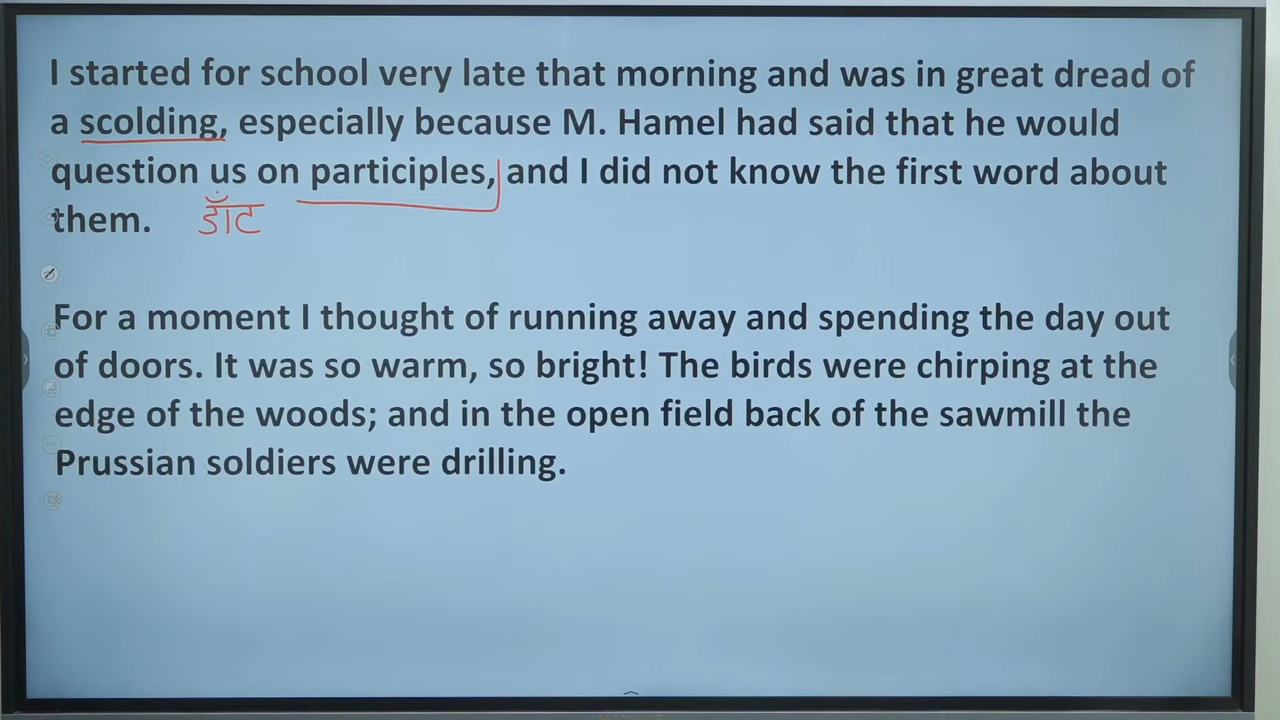 I started for school very late that morning and was in great dread of
a scolding, especially because M. Hamel had said that he would
question us on participles, and I did not know the first word about
them. डाँट
For a moment I thought of running away and spending the day out
of doors. It was so warm, so bright! The birds were chirping at the
edge of the woods; and in the open field back of the sawmill the
Prussian soldiers were drilling.